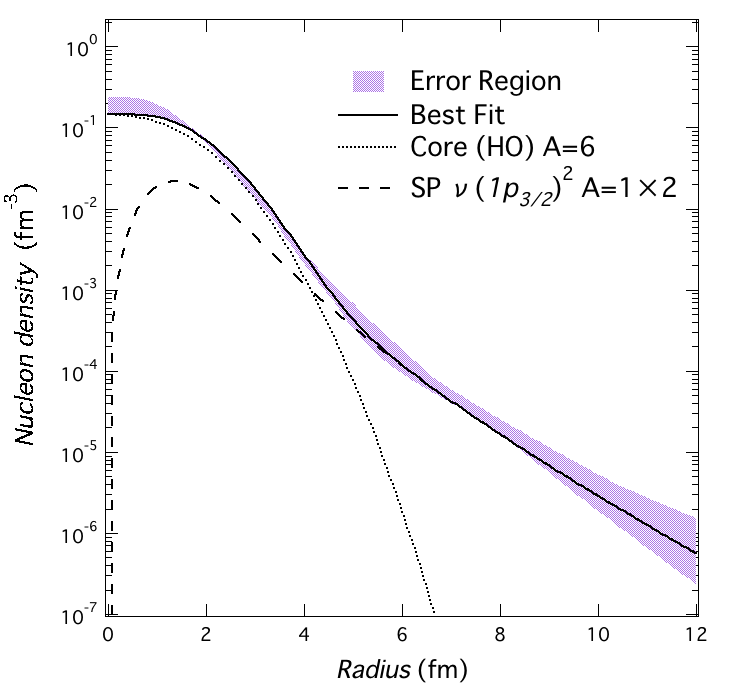 10⁰
10⁻¹
10⁻²
10⁻³
10⁻⁴
10⁻⁵
10⁻⁶
10⁻⁷
Nucleon density (fm⁻³)
Error Region
Best Fit
Core (HO) A=6
SP ν (1p₃/₂)² A=1×2
0 2 4 6 8 10 12
Radius (fm)